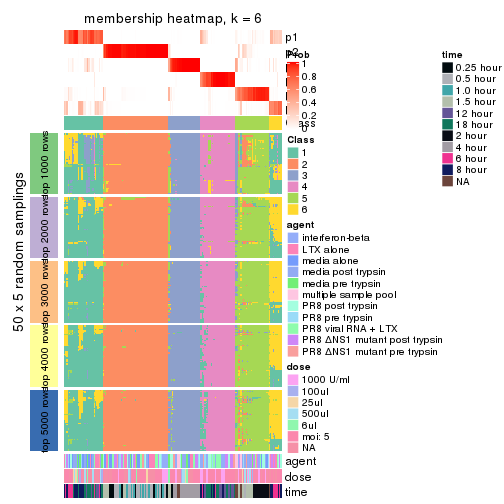 membership heatmap, k = 6
p1
Prob
1
0.8
0.6
0.4
0.2
0
Class
1
2
3
4
5
6
agent
interferon-beta
LTX alone
media alone
media post trypsin
media pre trypsin
multiple sample pool
PR8 post trypsin
PR8 pre trypsin
PR8 viral RNA + LTX
PR8 ΔNS1 mutant post trypsin
PR8 ΔNS1 mutant pre trypsin
dose
1000 U/ml
100ul
25ul
500ul
6ul
moi: 5
NA
time
0.25 hour
0.5 hour
1.0 hour
1.5 hour
12 hour
18 hour
2 hour
4 hour
6 hour
8 hour
NA
50 x 5 random samplings
top 1000 rows
top 2000 rows
top 3000 rows
top 4000 rows
top 5000 rows
agent
dose
time